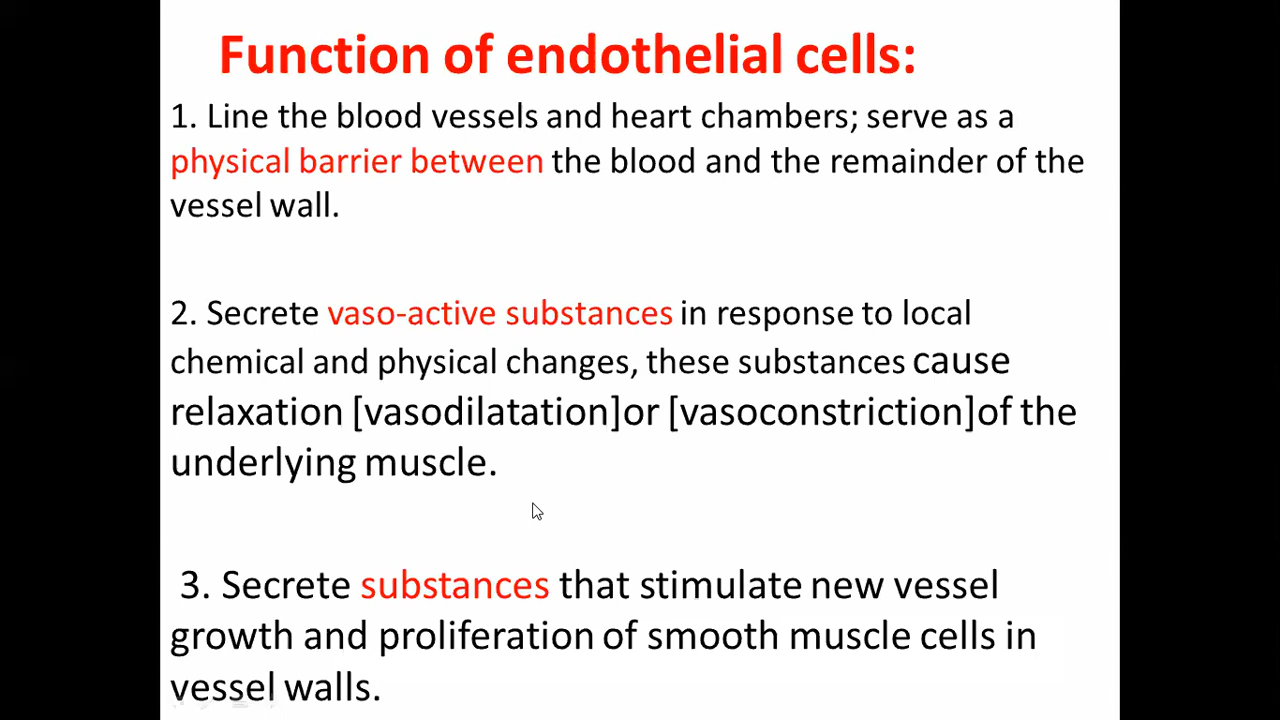 Function of endothelial cells:
1. Line the blood vessels and heart chambers; serve as a
physical barrier between the blood and the remainder of the
vessel wall.
2. Secrete vaso-active substances in response to local
chemical and physical changes, these substances cause
relaxation [vasodilatation]or [vasoconstriction]of the
underlying muscle.
3. Secrete substances that stimulate new vessel
growth and proliferation of smooth muscle cells in
vessel walls.